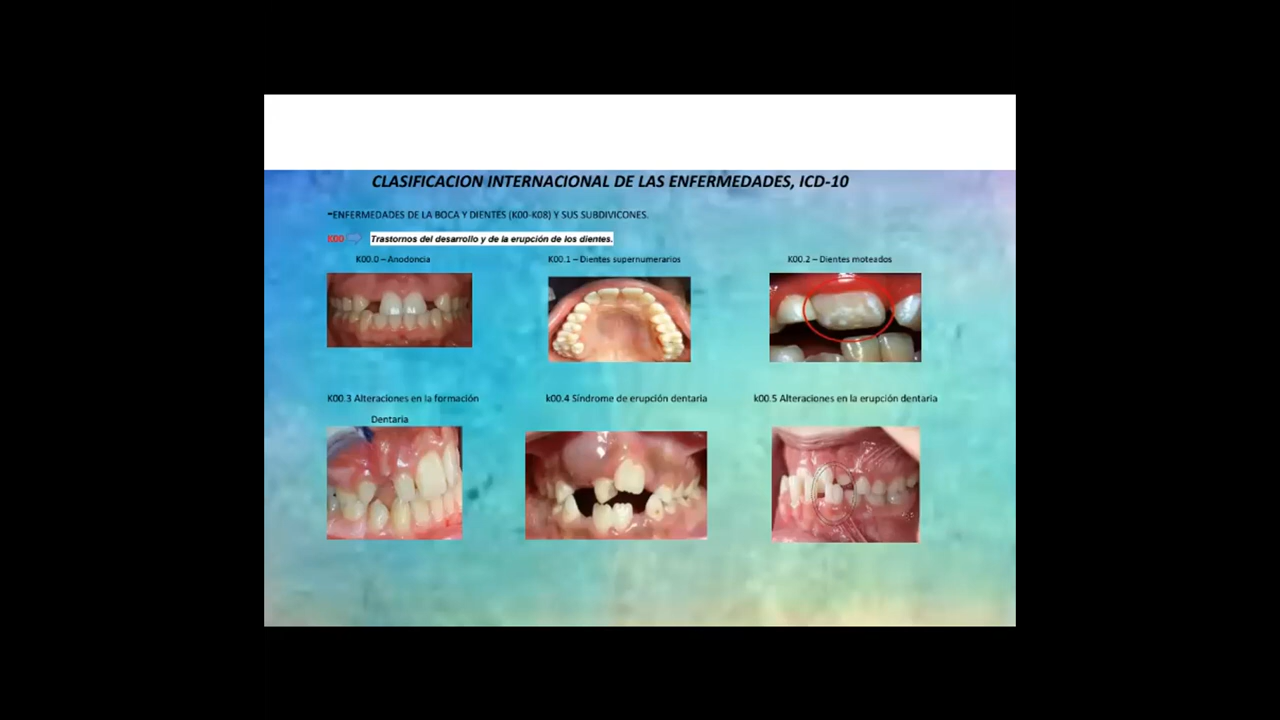 CLASIFICACION INTERNACIONAL DE LAS ENFERMEDADES, ICD-10
-ENFERMEDADES DE LA BOCA Y DIENTES (K00-K08) Y SUS SUBDIVICONES.
K00 Trastornos del desarrollo y de la erupción de los dientes.
K00.0 – Anodoncia
K00.1 – Dientes supernumerarios
K00.2 – Dientes moteados
K00.3 Alteraciones en la formación
Dentaria
k00.4 Síndrome de erupción dentaria
k00.5 Alteraciones en la erupción dentaria